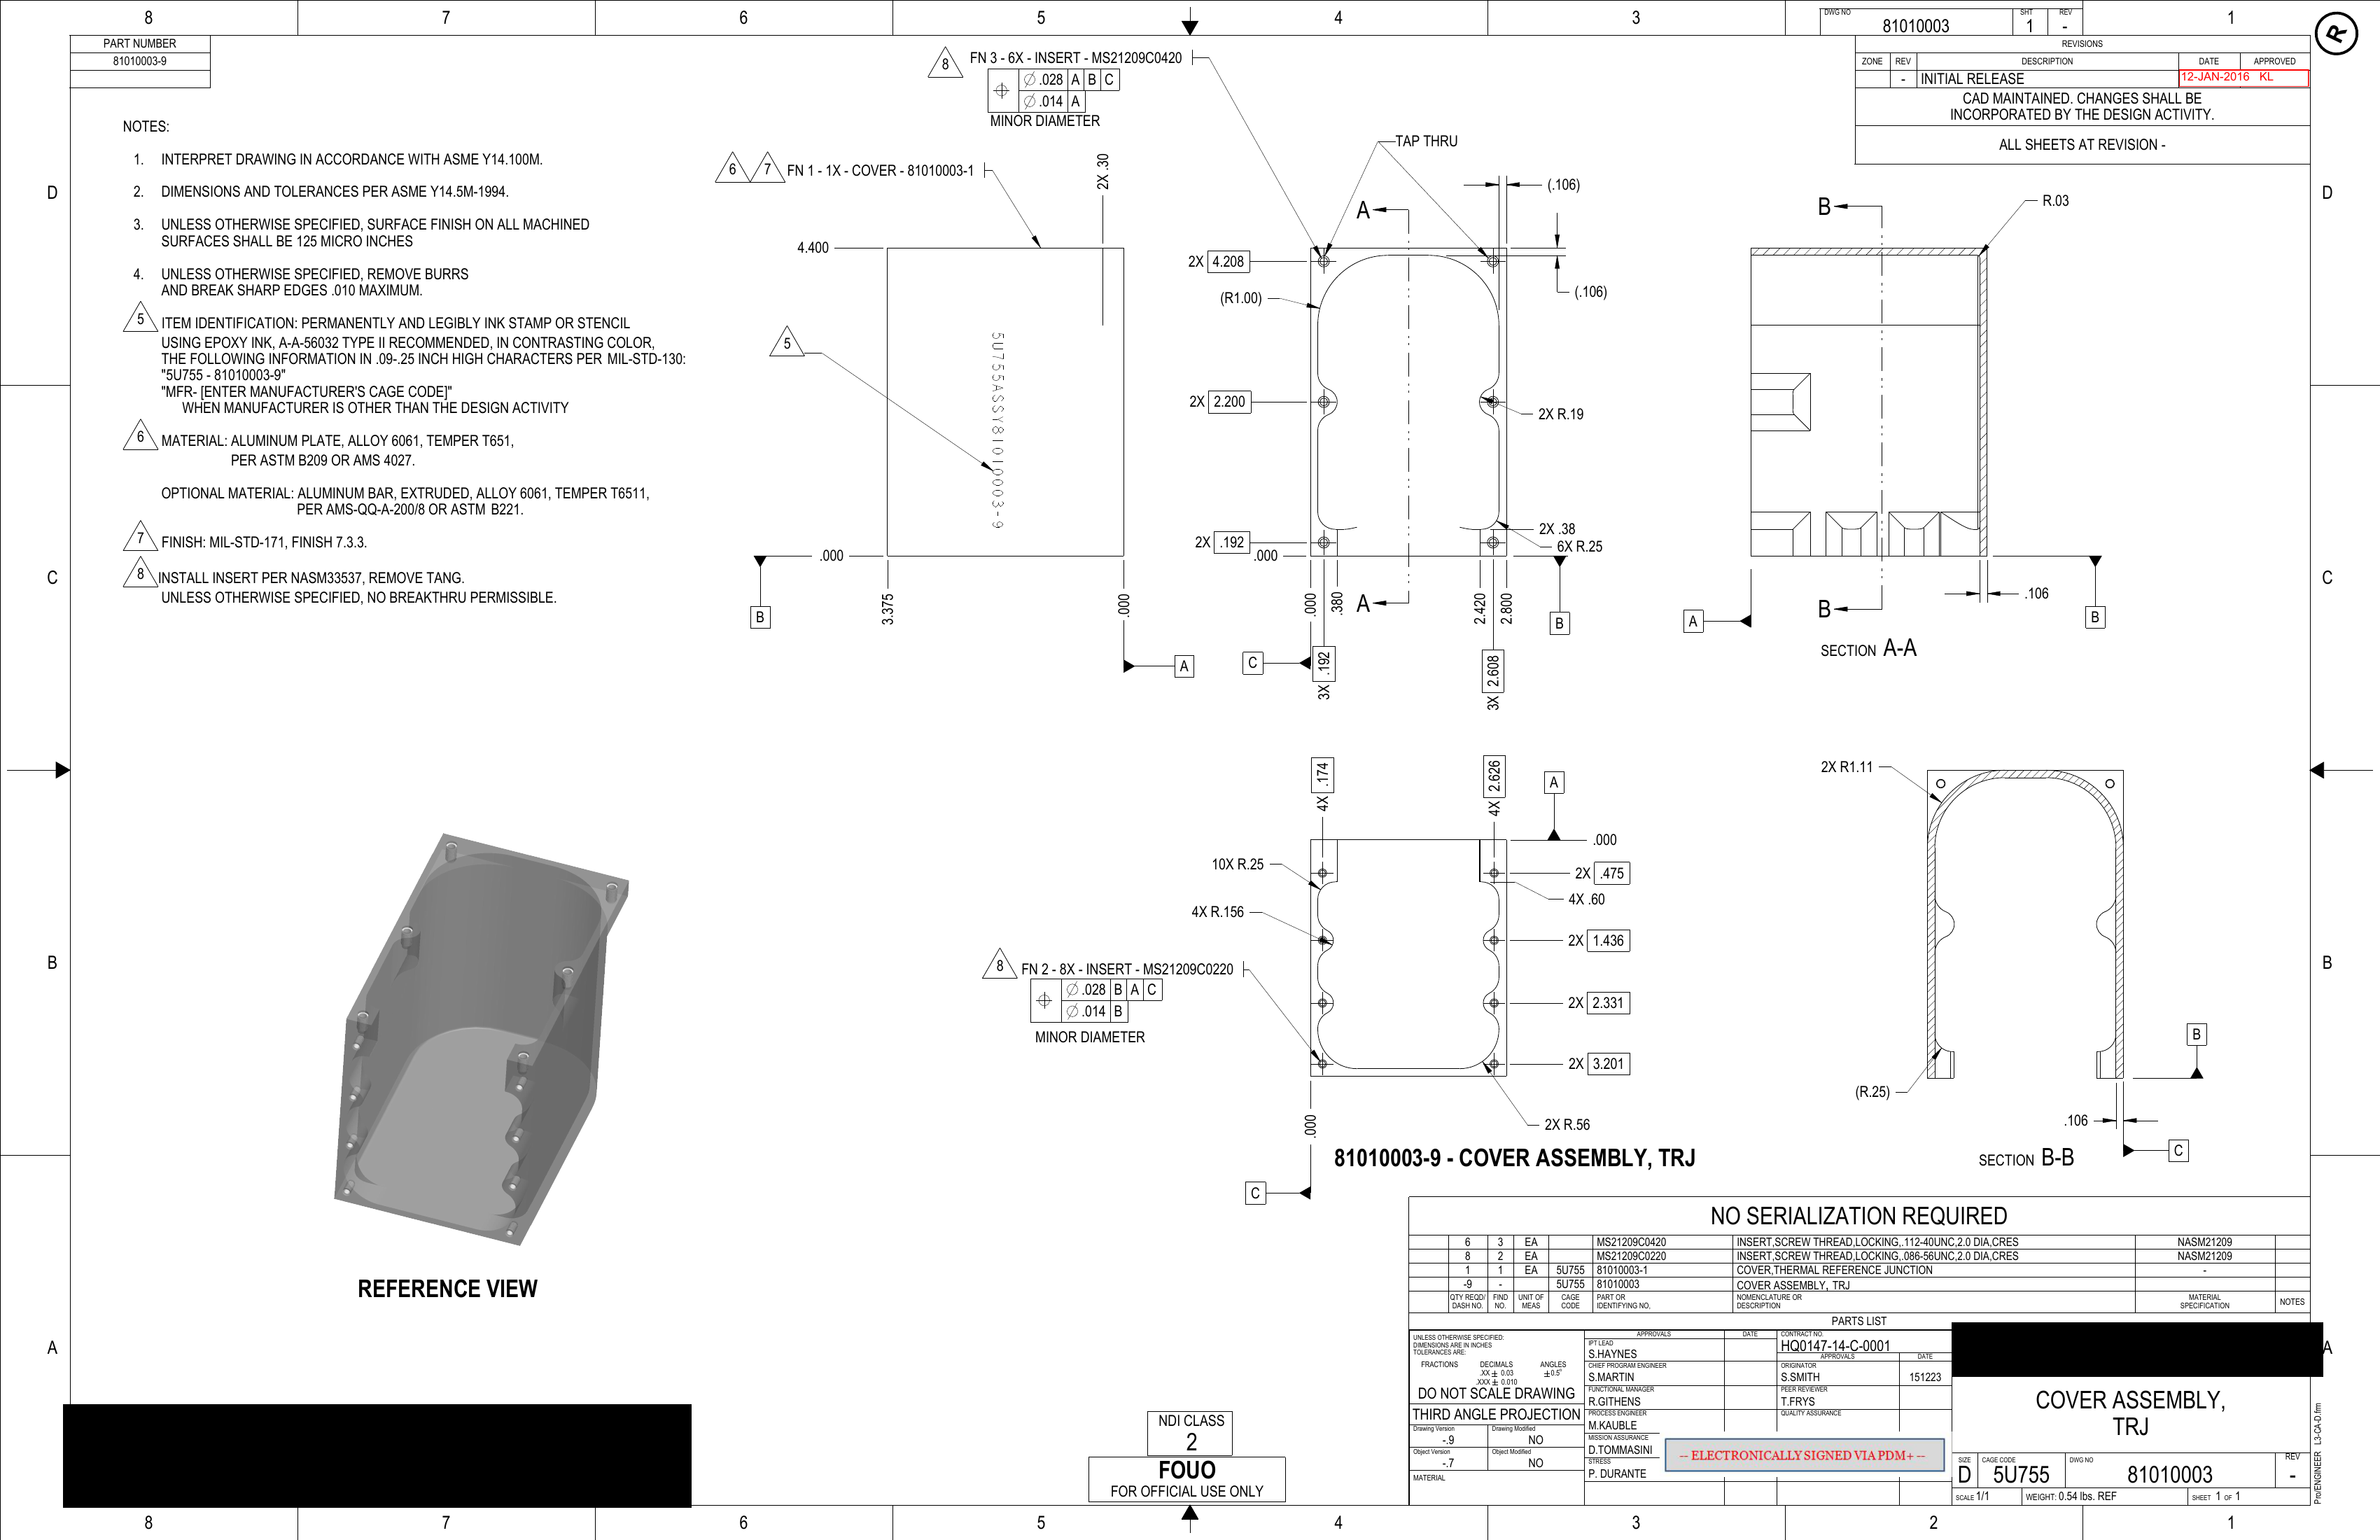 8 7 6 5 4 3 1
DWG NO 81010003 SHT 1 REV -
R
PART NUMBER
81010003-9
REVISIONS
ZONE REV DESCRIPTION DATE APPROVED
- INITIAL RELEASE 12-JAN-2016 KL
CAD MAINTAINED. CHANGES SHALL BE
INCORPORATED BY THE DESIGN ACTIVITY.
ALL SHEETS AT REVISION -
D D
C C
B B
A A
NOTES:
1. INTERPRET DRAWING IN ACCORDANCE WITH ASME Y14.100M.
2. DIMENSIONS AND TOLERANCES PER ASME Y14.5M-1994.
3. UNLESS OTHERWISE SPECIFIED, SURFACE FINISH ON ALL MACHINED
SURFACES SHALL BE 125 MICRO INCHES
4. UNLESS OTHERWISE SPECIFIED, REMOVE BURRS
AND BREAK SHARP EDGES .010 MAXIMUM.
5 ITEM IDENTIFICATION: PERMANENTLY AND LEGIBLY INK STAMP OR STENCIL
USING EPOXY INK, A-A-56032 TYPE II RECOMMENDED, IN CONTRASTING COLOR,
THE FOLLOWING INFORMATION IN .09-.25 INCH HIGH CHARACTERS PER MIL-STD-130:
"5U755 - 81010003-9"
"MFR- [ENTER MANUFACTURER'S CAGE CODE]"
WHEN MANUFACTURER IS OTHER THAN THE DESIGN ACTIVITY
6 MATERIAL: ALUMINUM PLATE, ALLOY 6061, TEMPER T651,
PER ASTM B209 OR AMS 4027.
OPTIONAL MATERIAL: ALUMINUM BAR, EXTRUDED, ALLOY 6061, TEMPER T6511,
PER AMS-QQ-A-200/8 OR ASTM B221.
7 FINISH: MIL-STD-171, FINISH 7.3.3.
8 INSTALL INSERT PER NASM33537, REMOVE TANG.
UNLESS OTHERWISE SPECIFIED, NO BREAKTHRU PERMISSIBLE.
8 FN 3 - 6X - INSERT - MS21209C0420
⌖ ∅ .028 A B C
∅ .014 A
MINOR DIAMETER
6 7 FN 1 - 1X - COVER - 81010003-1
2X .30
4.400
5
5U755ASSY81010003-9
.000
B
3.375
.000
A
TAP THRU
(.106)
A
2X 4.208
(R1.00)
(.106)
2X 2.200
2X R.19
2X .192
2X .38
6X R.25
.000
.000
.380
A
2.420
2.800
B
C
3X .192
3X 2.608
B
R.03
A
B
.106
B
SECTION A-A
4X .174
4X 2.626
A
.000
10X R.25
2X .475
4X .60
4X R.156
2X 1.436
8 FN 2 - 8X - INSERT - MS21209C0220
⌖ ∅ .028 B A C
∅ .014 B
MINOR DIAMETER
2X 2.331
2X 3.201
.000
2X R.56
C
81010003-9 - COVER ASSEMBLY, TRJ
2X R1.11
(R.25)
B
.106
C
SECTION B-B
REFERENCE VIEW
NO SERIALIZATION REQUIRED
6 3 EA MS21209C0420 INSERT,SCREW THREAD,LOCKING,.112-40UNC,2.0 DIA,CRES NASM21209
8 2 EA MS21209C0220 INSERT,SCREW THREAD,LOCKING,.086-56UNC,2.0 DIA,CRES NASM21209
1 1 EA 5U755 81010003-1 COVER,THERMAL REFERENCE JUNCTION -
-9 - 5U755 81010003 COVER ASSEMBLY, TRJ
QTY REQD/ DASH NO. FIND NO. UNIT OF MEAS CAGE CODE PART OR IDENTIFYING NO, NOMENCLATURE OR DESCRIPTION MATERIAL SPECIFICATION NOTES
PARTS LIST
UNLESS OTHERWISE SPECIFIED:
DIMENSIONS ARE IN INCHES
TOLERANCES ARE:
FRACTIONS DECIMALS ANGLES
.XX ± 0.03 ±0.5°
.XXX ± 0.010
DO NOT SCALE DRAWING
THIRD ANGLE PROJECTION
Drawing Version Drawing Modified
-.9 NO
Object Version Object Modified
-.7 NO
MATERIAL
APPROVALS DATE
IPT LEAD
S.HAYNES
CHIEF PROGRAM ENGINEER
S.MARTIN
FUNCTIONAL MANAGER
R.GITHENS
PROCESS ENGINEER
M.KAUBLE
MISSION ASSURANCE
D.TOMMASINI
STRESS
P. DURANTE
CONTRACT NO.
HQ0147-14-C-0001
APPROVALS DATE
ORIGINATOR
S.SMITH 151223
PEER REVIEWER
T.FRYS
QUALITY ASSURANCE
-- ELECTRONICALLY SIGNED VIA PDM+ --
COVER ASSEMBLY,
TRJ
SIZE D CAGE CODE 5U755 DWG NO 81010003 REV -
SCALE 1/1 WEIGHT: 0.54 lbs. REF SHEET 1 OF 1
Pro/ENGINEER L3-CA-D.frm
NDI CLASS
2
FOUO
FOR OFFICIAL USE ONLY
8 7 6 5 4 3 2 1